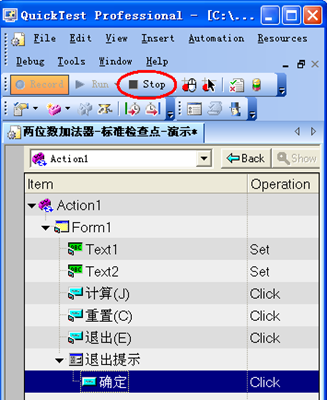 QuickTest Professional - [C:\...
File Edit View Insert Automation Resources
Debug Tools Window Help
Record Run Stop
两位数加法器-标准检查点-演示*
Action1 Back Show
Item Operation
Action1
Form1
Text1 Set
Text2 Set
计算(J) Click
重置(C) Click
退出(E) Click
退出提示
确定 Click